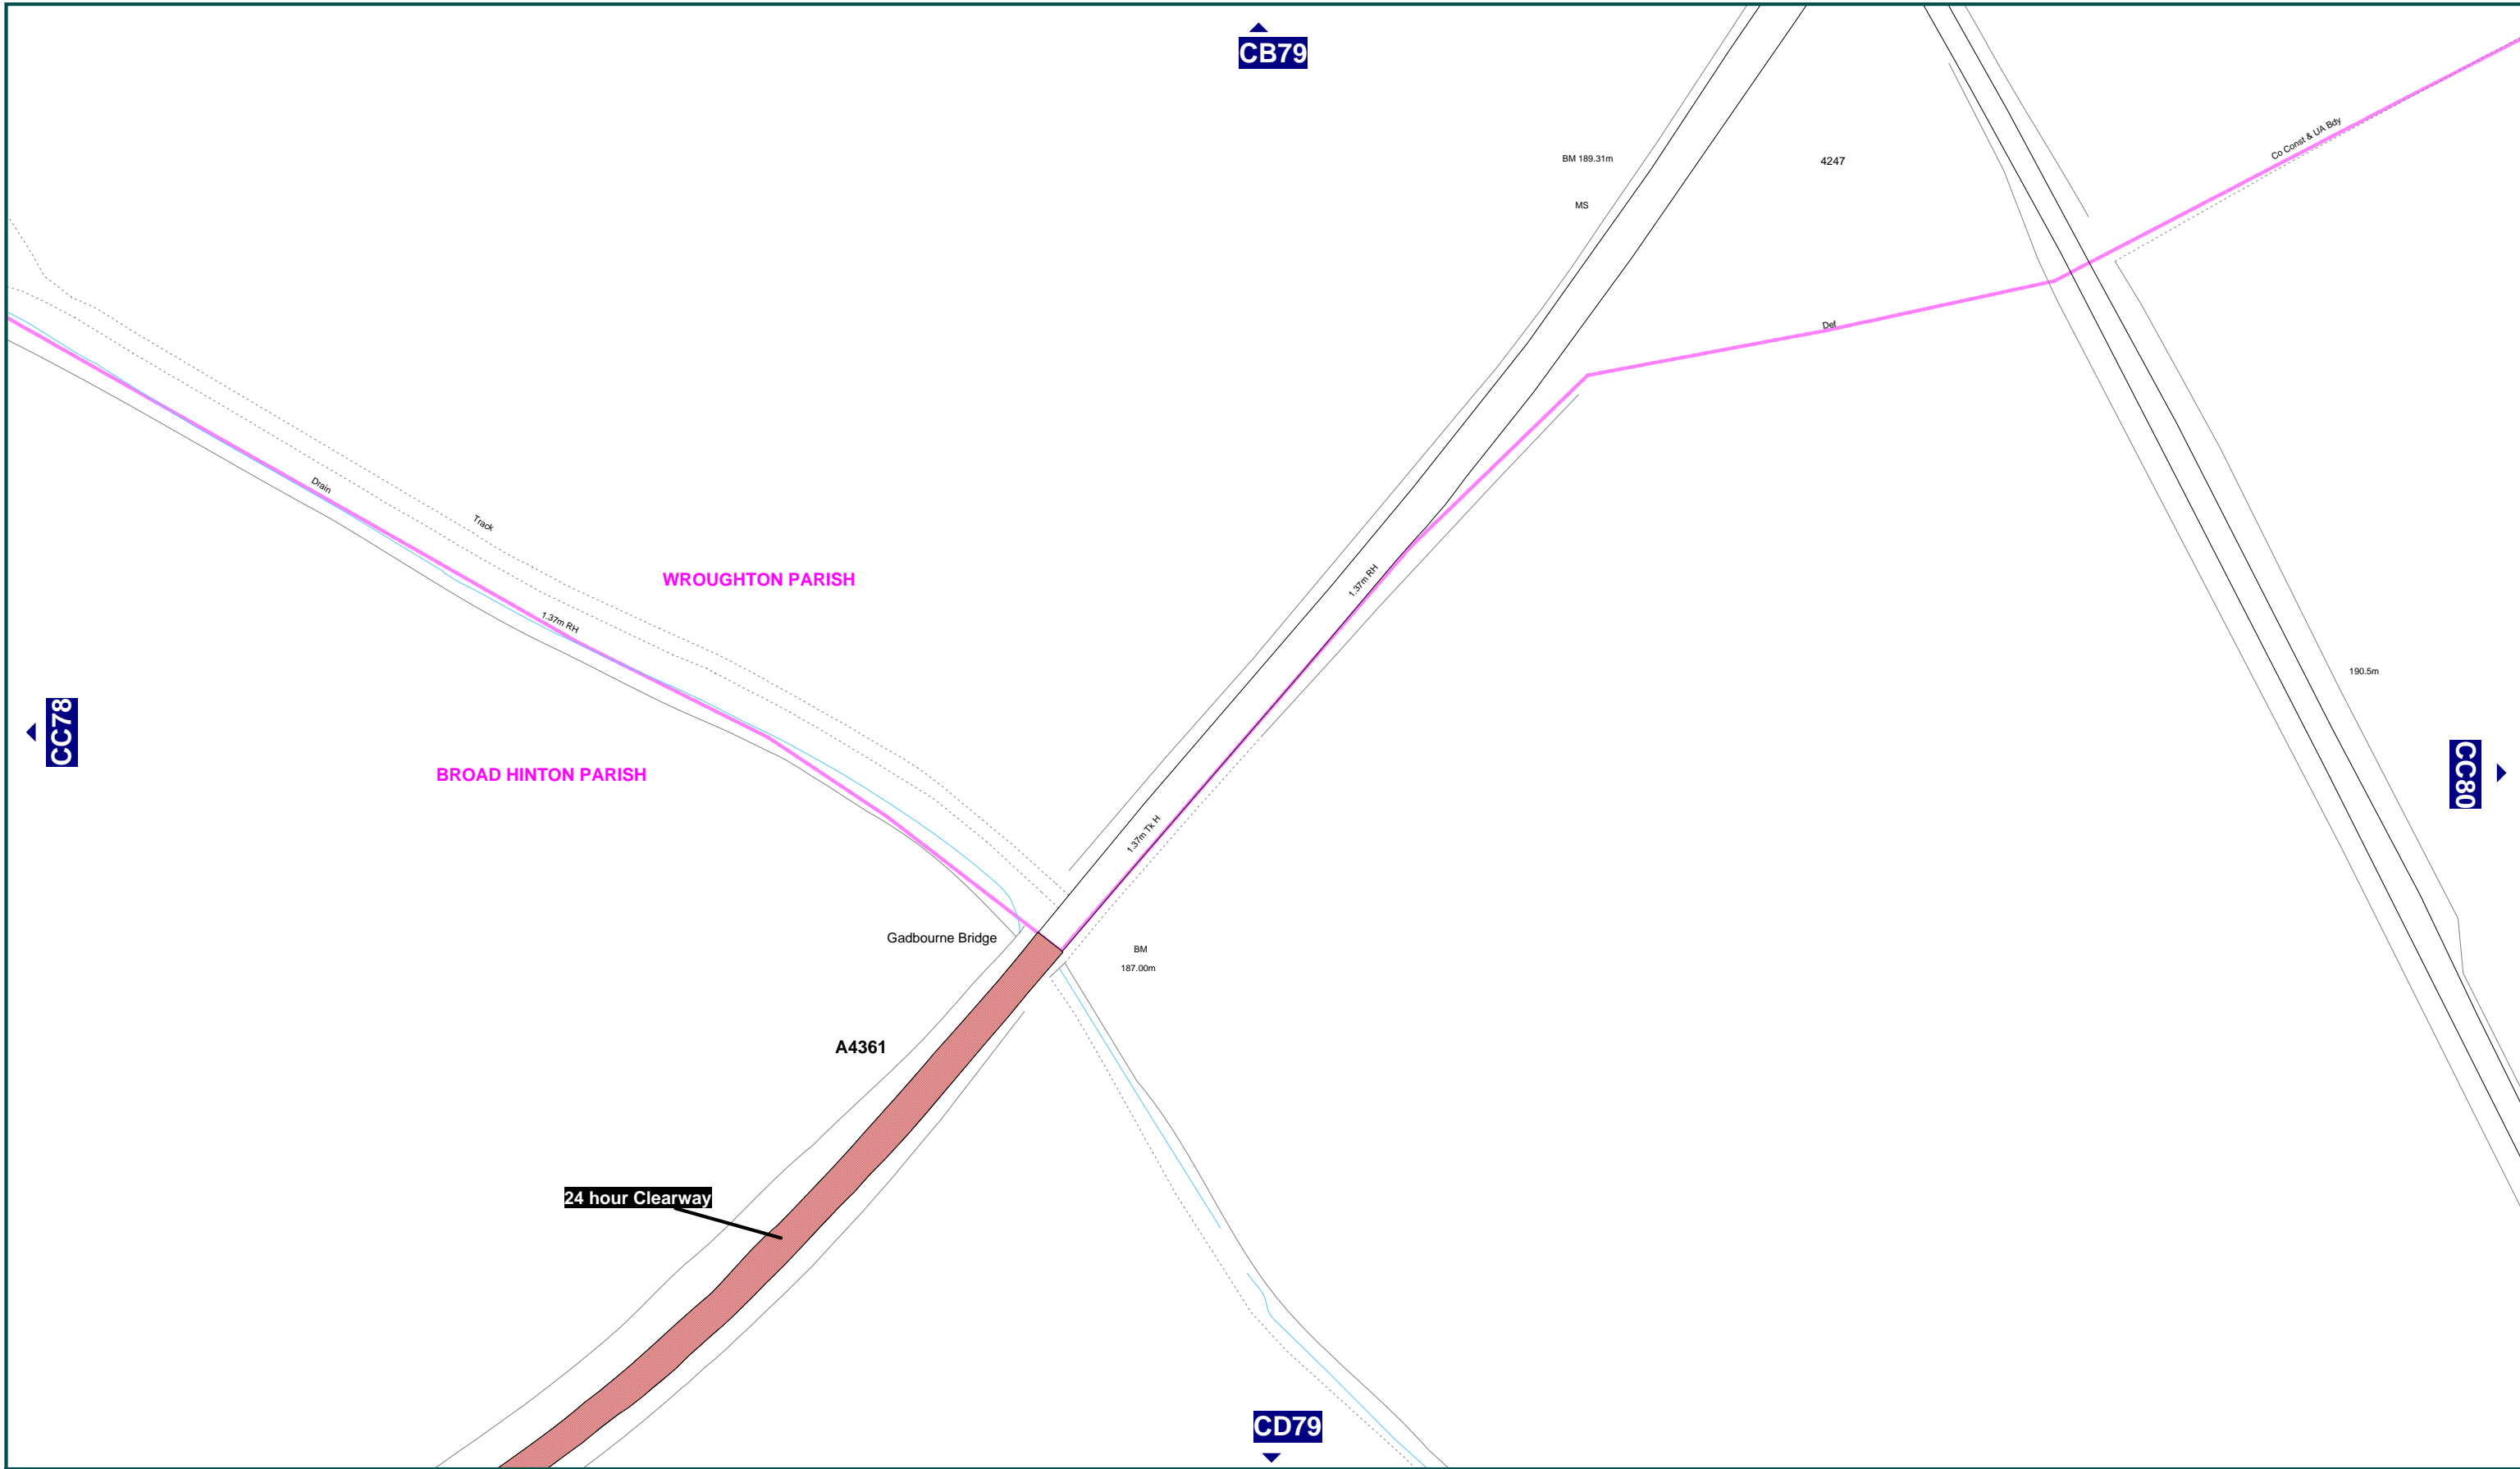 CB79
Co Const & UA Bdy
BM 189.31m
4247
MS
Def
Drain
Track
WROUGHTON PARISH
1.37m RH
1.37m RH
190.5m
CC78
BROAD HINTON PARISH
CC80
1.37m Tk H
Gadbourne Bridge
BM
187.00m
A4361
24 hour Clearway
CD79